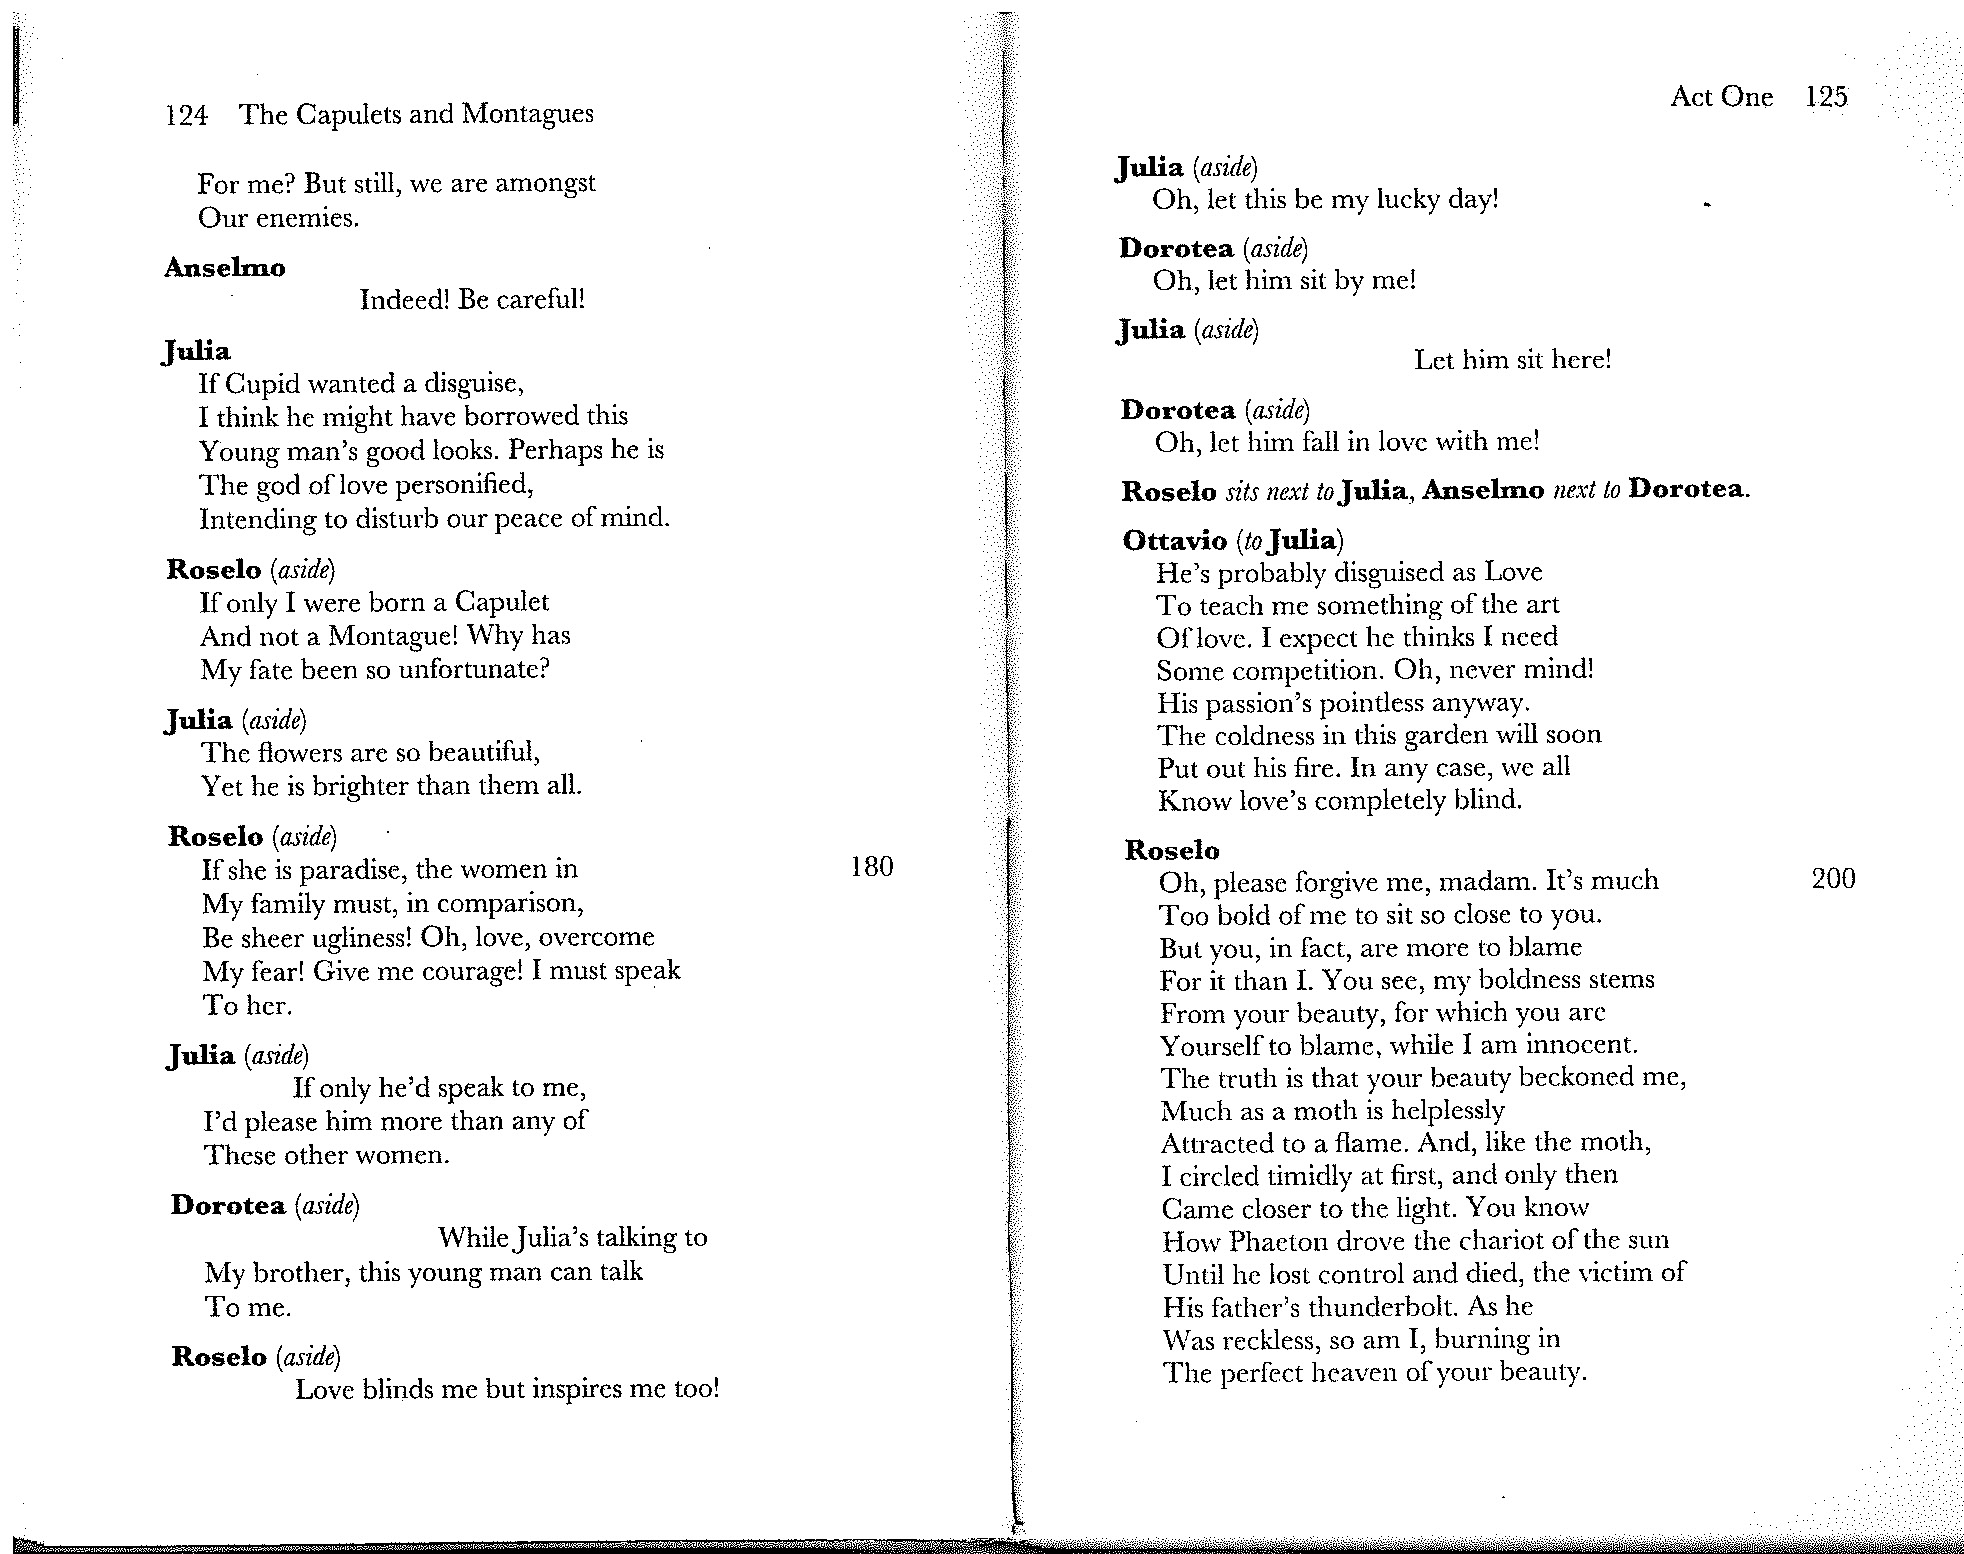 124 The Capulets and Montagues
For me? But still, we are amongst
Our enemies.
Anselmo
Indeed! Be careful!
Julia
If Cupid wanted a disguise,
I think he might have borrowed this
Young man's good looks. Perhaps he is
The god of love personified,
Intending to disturb our peace of mind.
Roselo (aside)
If only I were born a Capulet
And not a Montague! Why has
My fate been so unfortunate?
Julia (aside)
The flowers are so beautiful,
Yet he is brighter than them all.
Roselo (aside)
If she is paradise, the women in 180
My family must, in comparison,
Be sheer ugliness! Oh, love, overcome
My fear! Give me courage! I must speak
To her.
Julia (aside)
If only he'd speak to me,
I'd please him more than any of
These other women.
Dorotea (aside)
While Julia's talking to
My brother, this young man can talk
To me.
Roselo (aside)
Love blinds me but inspires me too!
Act One 125
Julia (aside)
Oh, let this be my lucky day!
Dorotea (aside)
Oh, let him sit by me!
Julia (aside)
Let him sit here!
Dorotea (aside)
Oh, let him fall in love with me!
Roselo sits next to Julia, Anselmo next to Dorotea.
Ottavio (to Julia)
He's probably disguised as Love
To teach me something of the art
Of love. I expect he thinks I need
Some competition. Oh, never mind!
His passion's pointless anyway.
The coldness in this garden will soon
Put out his fire. In any case, we all
Know love's completely blind.
Roselo
Oh, please forgive me, madam. It's much 200
Too bold of me to sit so close to you.
But you, in fact, are more to blame
For it than I. You see, my boldness stems
From your beauty, for which you are
Yourself to blame, while I am innocent.
The truth is that your beauty beckoned me,
Much as a moth is helplessly
Attracted to a flame. And, like the moth,
I circled timidly at first, and only then
Came closer to the light. You know
How Phaeton drove the chariot of the sun
Until he lost control and died, the victim of
His father's thunderbolt. As he
Was reckless, so am I, burning in
The perfect heaven of your beauty.